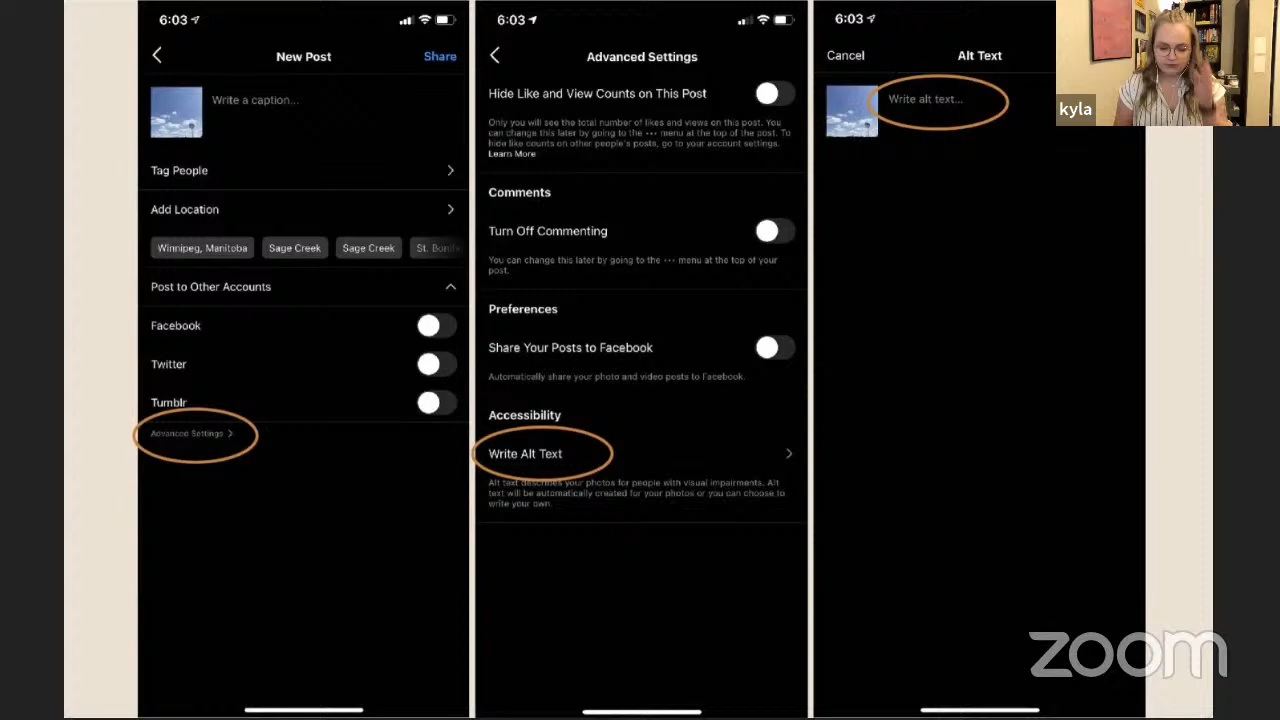 6:03
New Post
Share
Write a caption...
Tag People
Add Location
Winnipeg, Manitoba
Sage Creek
Sage Creek
St. Bonif
Post to Other Accounts
Facebook
Twitter
Tumblr
Advanced Settings
6:03
Advanced Settings
Hide Like and View Counts on This Post
Only you will see the total number of likes and views on this post. You
can change this later by going to the ··· menu at the top of the post. To
hide like counts on other people's posts, go to your account settings.
Learn More
Comments
Turn Off Commenting
You can change this later by going to the ··· menu at the top of your
post.
Preferences
Share Your Posts to Facebook
Automatically share your photo and video posts to Facebook.
Accessibility
Write Alt Text
Alt text describes your photos for people with visual impairments. Alt
text will be automatically created for your photos or you can choose to
write your own.
6:03
Cancel
Alt Text
Write alt text...
kyla
zoom